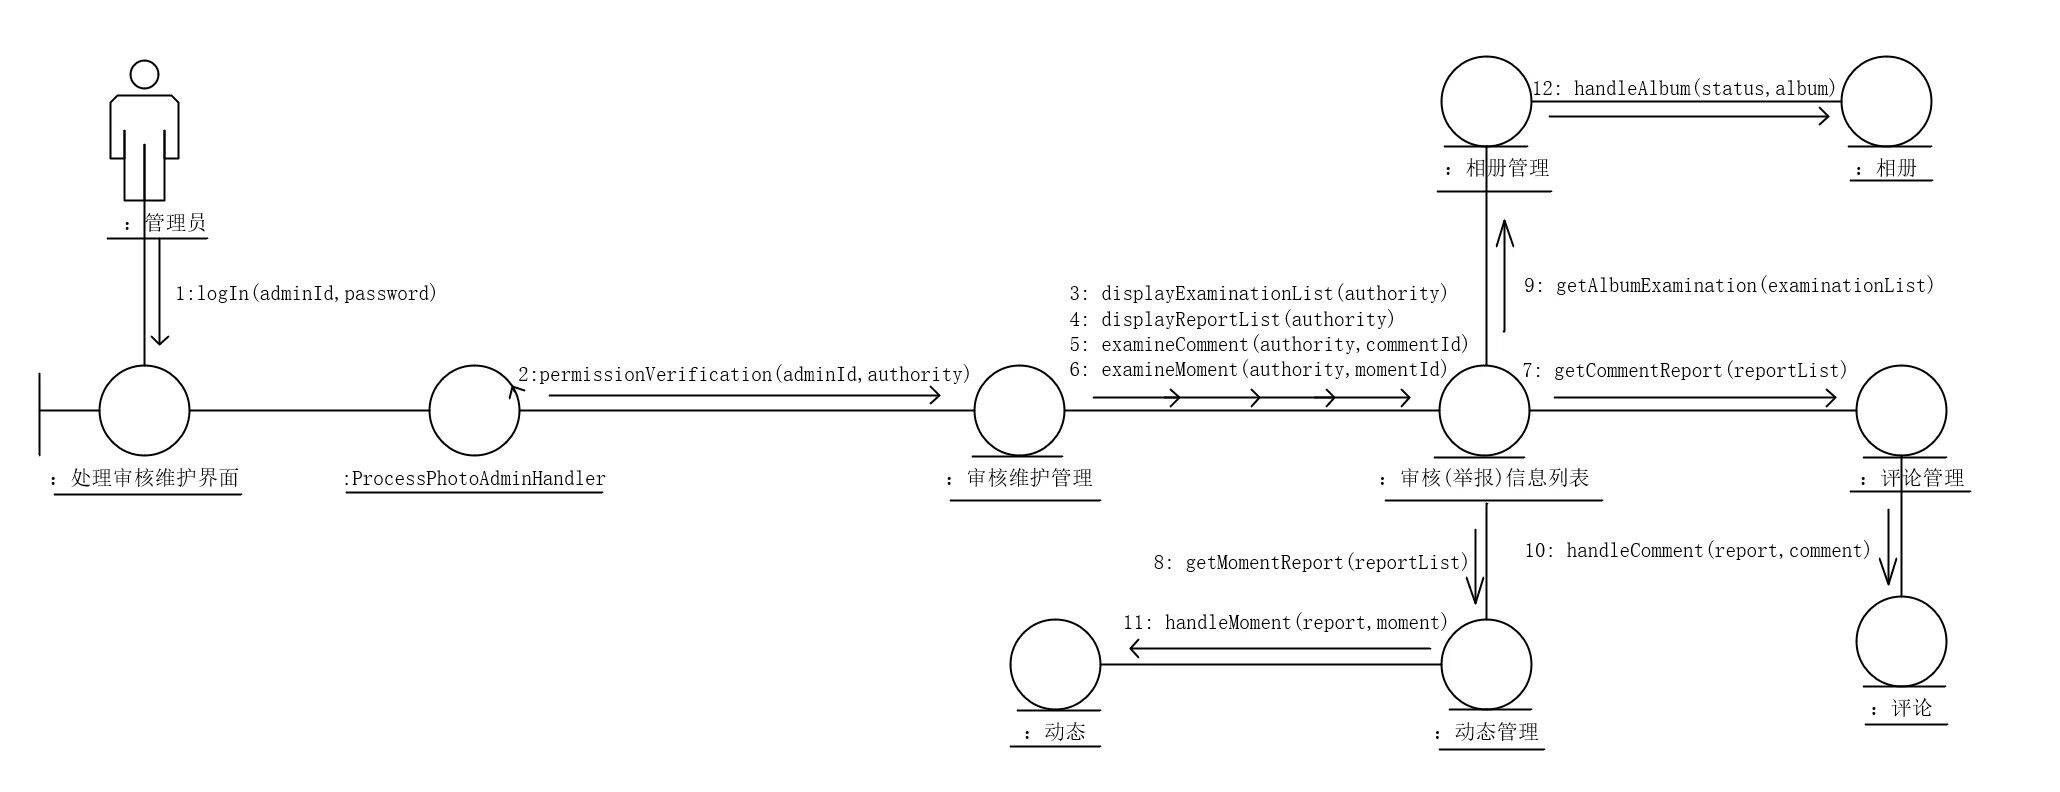 12: handleAlbum(status,album)
: 相册管理
: 相册
: 管理员
1:logIn(adminId,password)
3: displayExaminationList(authority)
4: displayReportList(authority)
5: examineComment(authority,commentId)
6: examineMoment(authority,momentId)
9: getAlbumExamination(examinationList)
2:permissionVerification(adminId,authority)
7: getCommentReport(reportList)
: 处理审核维护界面
:ProcessPhotoAdminHandler
: 审核维护管理
: 审核(举报)信息列表
: 评论管理
8: getMomentReport(reportList)
10: handleComment(report,comment)
11: handleMoment(report,moment)
: 动态
: 动态管理
: 评论